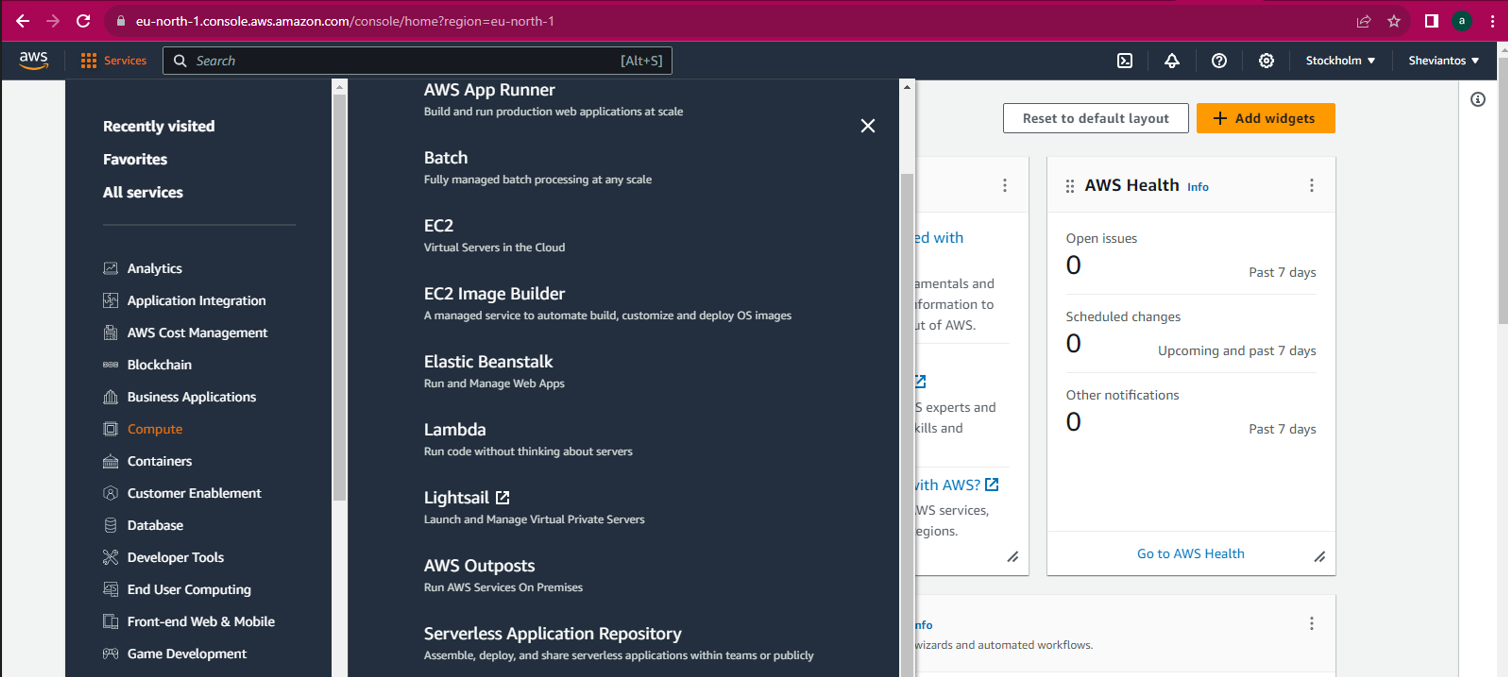 eu-north-1.console.aws.amazon.com/console/home?region=eu-north-1
a
aws
Services
Search
[Alt+S]
Stockholm
Sheviantos
Recently visited
Favorites
All services
Analytics
Application Integration
AWS Cost Management
Blockchain
Business Applications
Compute
Containers
Customer Enablement
Database
Developer Tools
End User Computing
Front-end Web & Mobile
Game Development
AWS App Runner
Build and run production web applications at scale
Batch
Fully managed batch processing at any scale
EC2
Virtual Servers in the Cloud
EC2 Image Builder
A managed service to automate build, customize and deploy OS images
Elastic Beanstalk
Run and Manage Web Apps
Lambda
Run code without thinking about servers
Lightsail
Launch and Manage Virtual Private Servers
AWS Outposts
Run AWS Services On Premises
Serverless Application Repository
Assemble, deploy, and share serverless applications within teams or publicly
Reset to default layout
Add widgets
ed with
amentals and
nformation to
ut of AWS.
S experts and
kills and
with AWS?
WS services,
egions.
AWS Health Info
Open issues
0
Past 7 days
Scheduled changes
0
Upcoming and past 7 days
Other notifications
0
Past 7 days
Go to AWS Health
nfo
wizards and automated workflows.